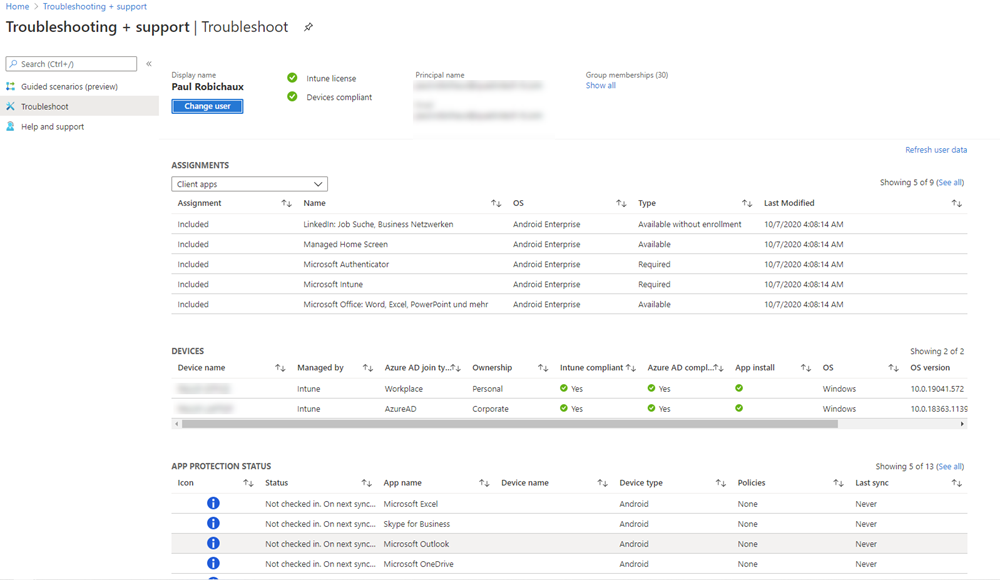 Home > Troubleshooting + support
Troubleshooting + support | Troubleshoot
Search (Ctrl+/)
Guided scenarios (preview)
Troubleshoot
Help and support
Display name
Paul Robichaux
Change user
Intune license
Devices compliant
Principal name
Group memberships (30)
Show all
Refresh user data
ASSIGNMENTS
Client apps
Showing 5 of 9 (See all)
Assignment Name OS Type Last Modified
Included LinkedIn: Job Suche, Business Netzwerken Android Enterprise Available without enrollment 10/7/2020 4:08:14 AM
Included Managed Home Screen Android Enterprise Available 10/7/2020 4:08:14 AM
Included Microsoft Authenticator Android Enterprise Required 10/7/2020 4:08:14 AM
Included Microsoft Intune Android Enterprise Required 10/7/2020 4:08:14 AM
Included Microsoft Office: Word, Excel, PowerPoint und mehr Android Enterprise Available 10/7/2020 4:08:14 AM
DEVICES Showing 2 of 2
Device name Managed by Azure AD join ty... Ownership Intune compliant Azure AD compl... App install OS OS version
Intune Workplace Personal Yes Yes Windows 10.0.19041.572
Intune AzureAD Corporate Yes Yes Windows 10.0.18363.1139
APP PROTECTION STATUS Showing 5 of 13 (See all)
Icon Status App name Device name Device type Policies Last sync
Not checked in. On next sync... Microsoft Excel Android None Never
Not checked in. On next sync... Skype for Business Android None Never
Not checked in. On next sync... Microsoft Outlook Android None Never
Not checked in. On next sync... Microsoft OneDrive Android None Never